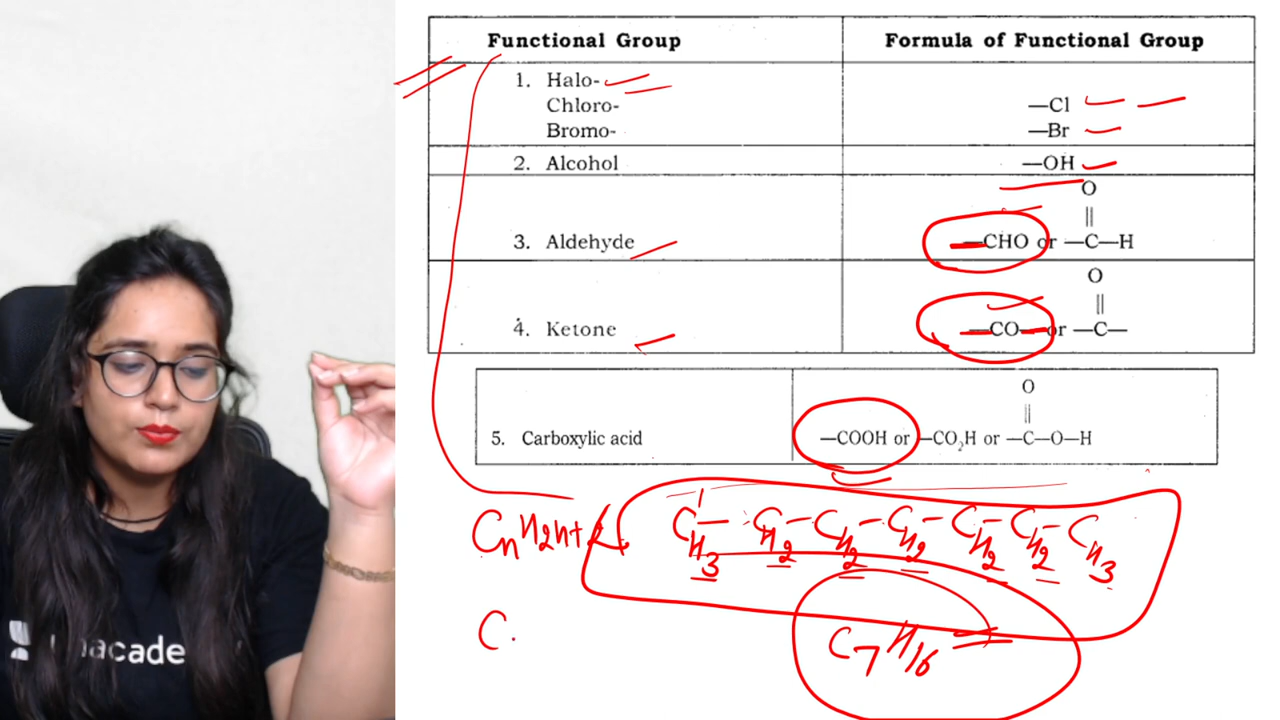 Functional Group Formula of Functional Group
1. Halo-
Chloro- —Cl
Bromo- —Br
2. Alcohol —OH
O
||
3. Aldehyde —CHO or —C—H
O
||
4. Ketone —CO— or —C—
O
||
5. Carboxylic acid —COOH or —CO₂H or —C—O—H
CnH2n+2 CH3— CH2— CH2— CH2— CH2— CH2— CH3
C7H16
C
acade